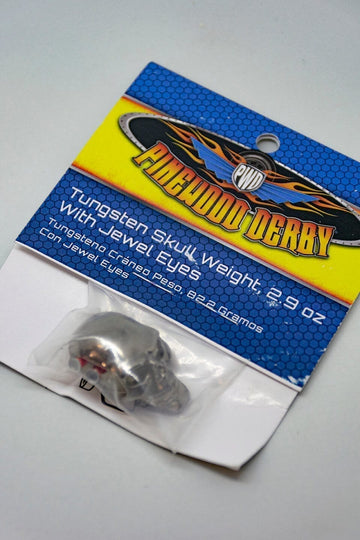 PWD
PINEWOOD DERBY
Tungsten Skull Weight, 2.9 oz
With Jewel Eyes
Tungsteno Cráneo Peso, 82.2 Gramos
Con Jewel Eyes